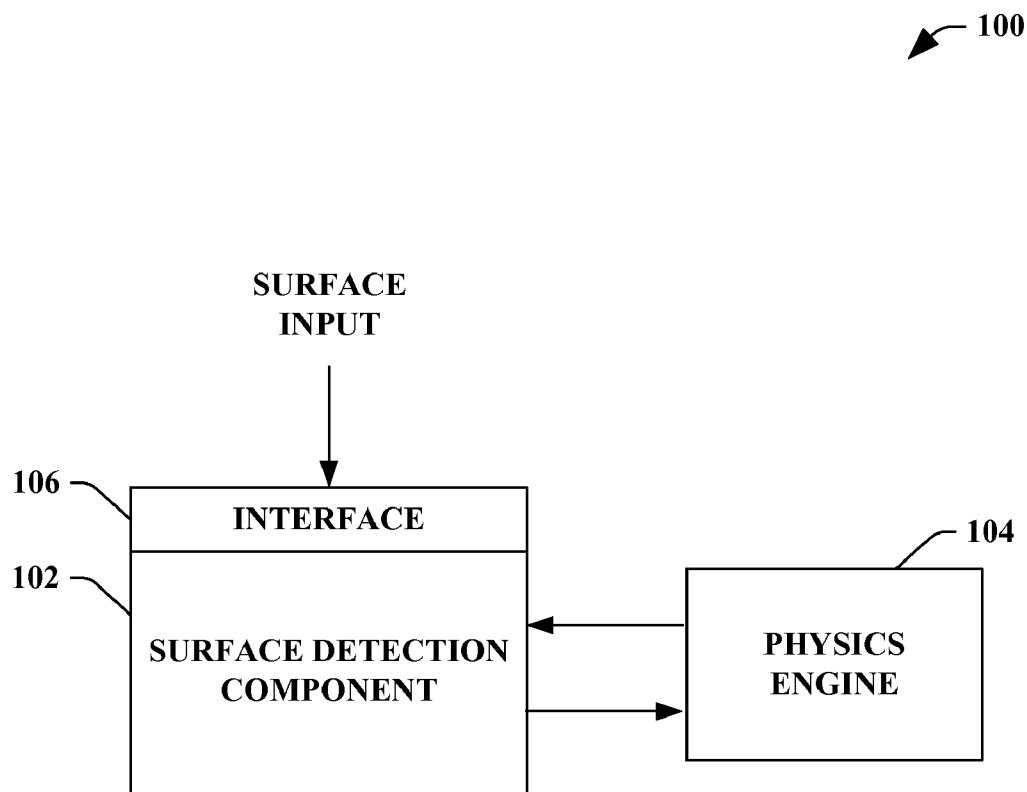 100
SURFACE
INPUT
106
INTERFACE
102
SURFACE DETECTION
COMPONENT
104
PHYSICS
ENGINE